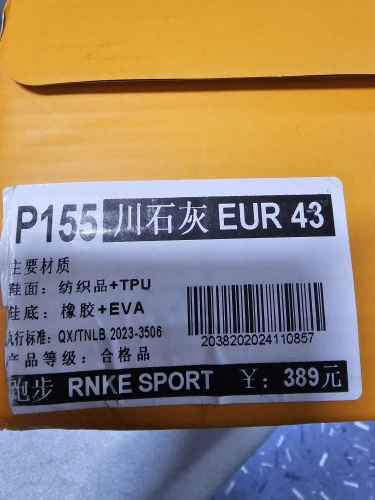 P155 川石灰 EUR 43
主要材质
鞋面：纺织品+TPU
鞋底：橡胶+EVA
执行标准：QX/TNLB 2023-3506
产品等级：合格品
2038202024110857
跑步 RNKE SPORT ￥：389元